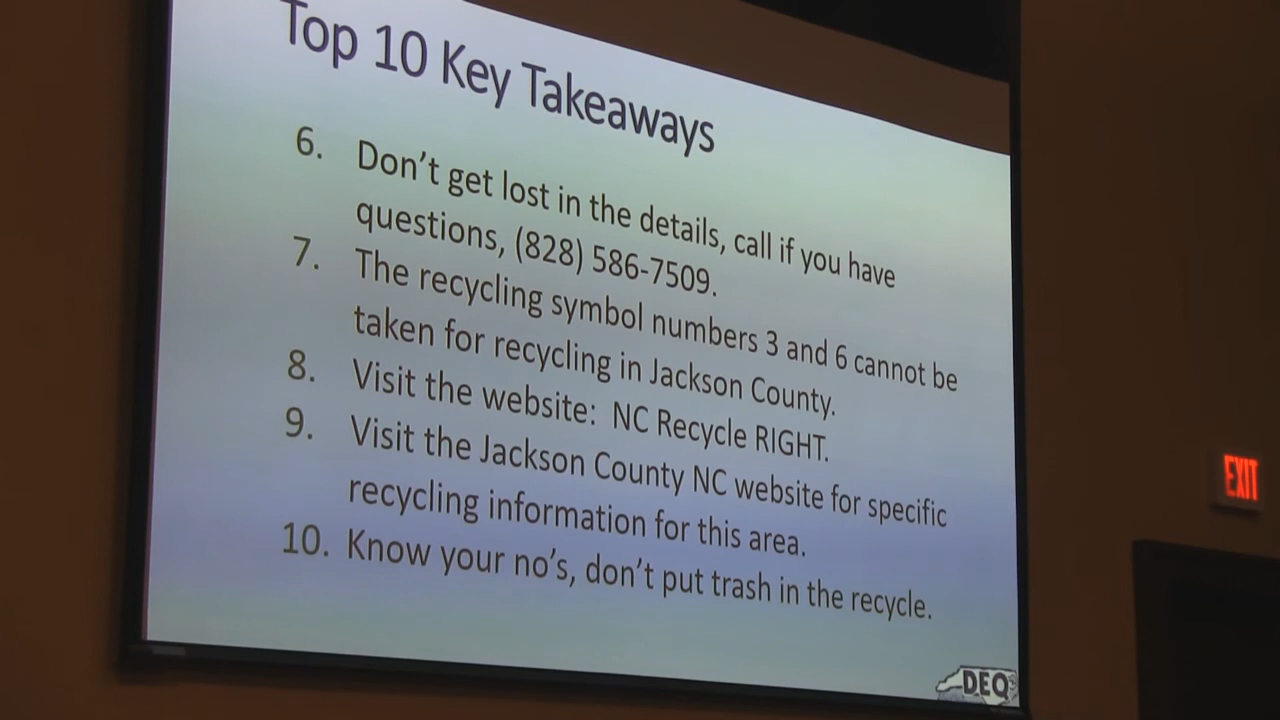 Top 10 Key Takeaways
6. Don't get lost in the details, call if you have
questions, (828) 586-7509.
7. The recycling symbol numbers 3 and 6 cannot be
taken for recycling in Jackson County.
8. Visit the website: NC Recycle RIGHT.
9. Visit the Jackson County NC website for specific
recycling information for this area.
10. Know your no's, don't put trash in the recycle.
EXIT
DEQ